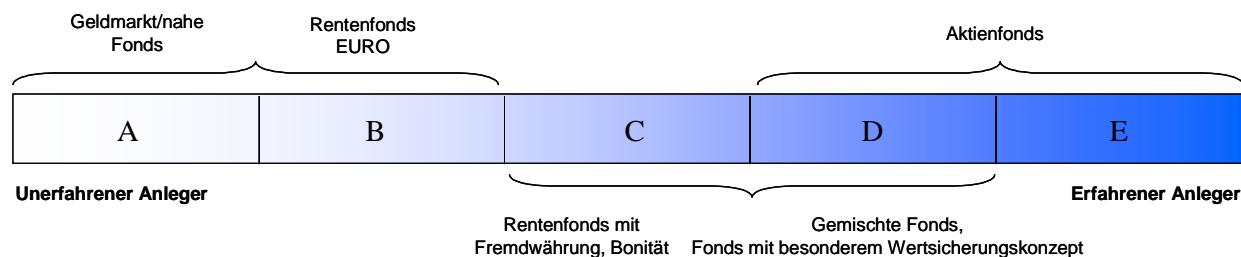 Geldmarkt/nahe
Fonds
Rentenfonds
EURO
Aktienfonds
A
B
C
D
E
Unerfahrener Anleger
Erfahrener Anleger
Rentenfonds mit
Fremdwährung, Bonität
Gemischte Fonds,
Fonds mit besonderem Wertsicherungskonzept